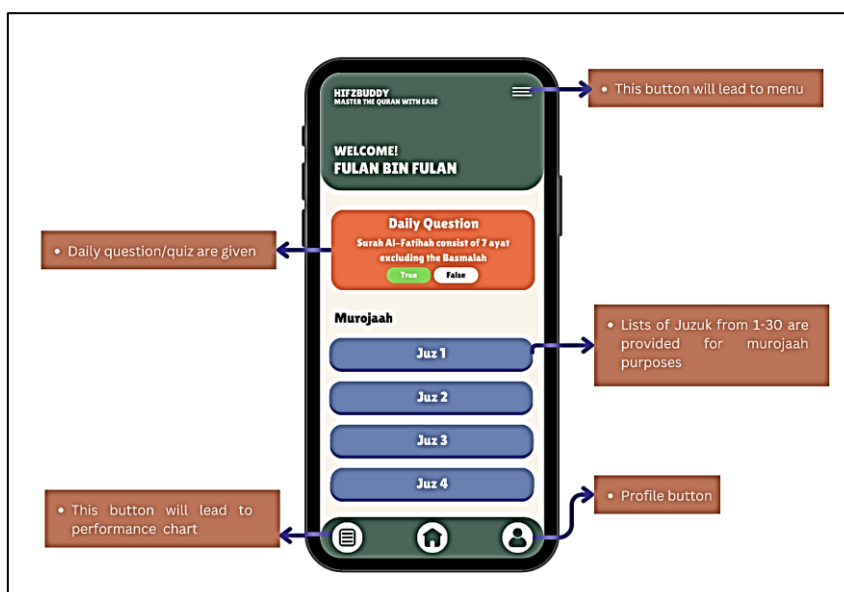 HIFZBUDDY
MASTER THE QURAN WITH EASE
• This button will lead to menu
WELCOME!
FULAN BIN FULAN
Daily Question
Surah Al-Fatihah consist of 7 ayat
excluding the Basmalah
True False
• Daily question/quiz are given
Murojaah
Juz 1
• Lists of Juzuk from 1-30 are
provided for murojaah
purposes
Juz 2
Juz 3
Juz 4
• Profile button
• This button will lead to
performance chart